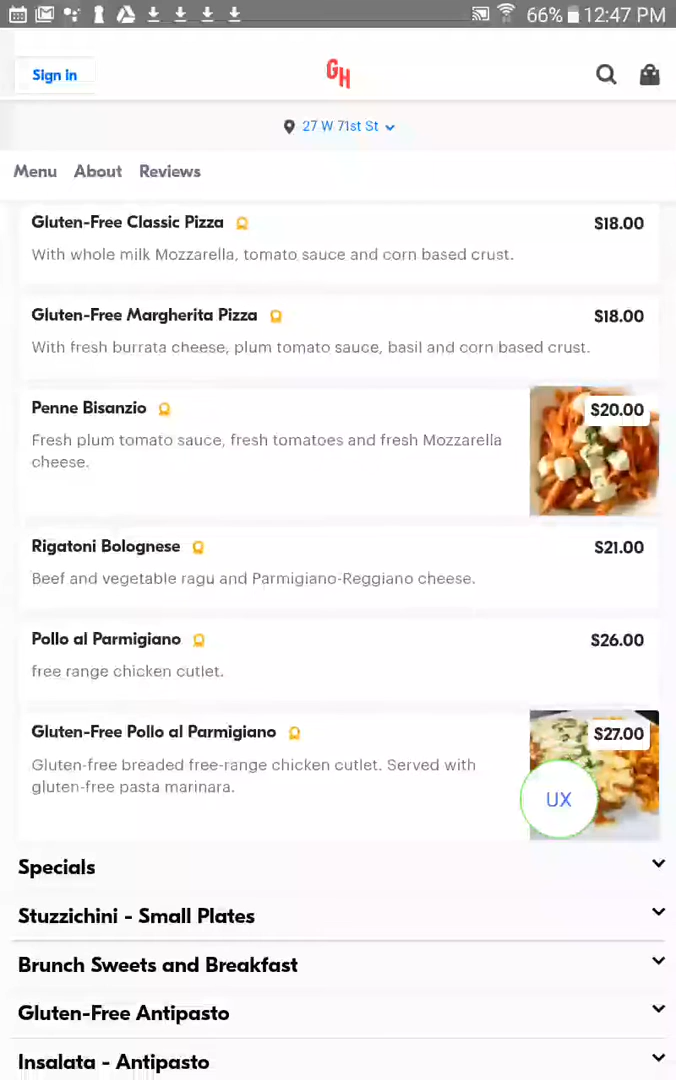 66% 12:47 PM
Sign in
GH
27 W 71st St
Menu About Reviews
Gluten-Free Classic Pizza $18.00
With whole milk Mozzarella, tomato sauce and corn based crust.
Gluten-Free Margherita Pizza $18.00
With fresh burrata cheese, plum tomato sauce, basil and corn based crust.
Penne Bisanzio $20.00
Fresh plum tomato sauce, fresh tomatoes and fresh Mozzarella
cheese.
Rigatoni Bolognese $21.00
Beef and vegetable ragu and Parmigiano-Reggiano cheese.
Pollo al Parmigiano $26.00
free range chicken cutlet.
Gluten-Free Pollo al Parmigiano $27.00
Gluten-free breaded free-range chicken cutlet. Served with
gluten-free pasta marinara.
UX
Specials
Stuzzichini - Small Plates
Brunch Sweets and Breakfast
Gluten-Free Antipasto
Insalata - Antipasto